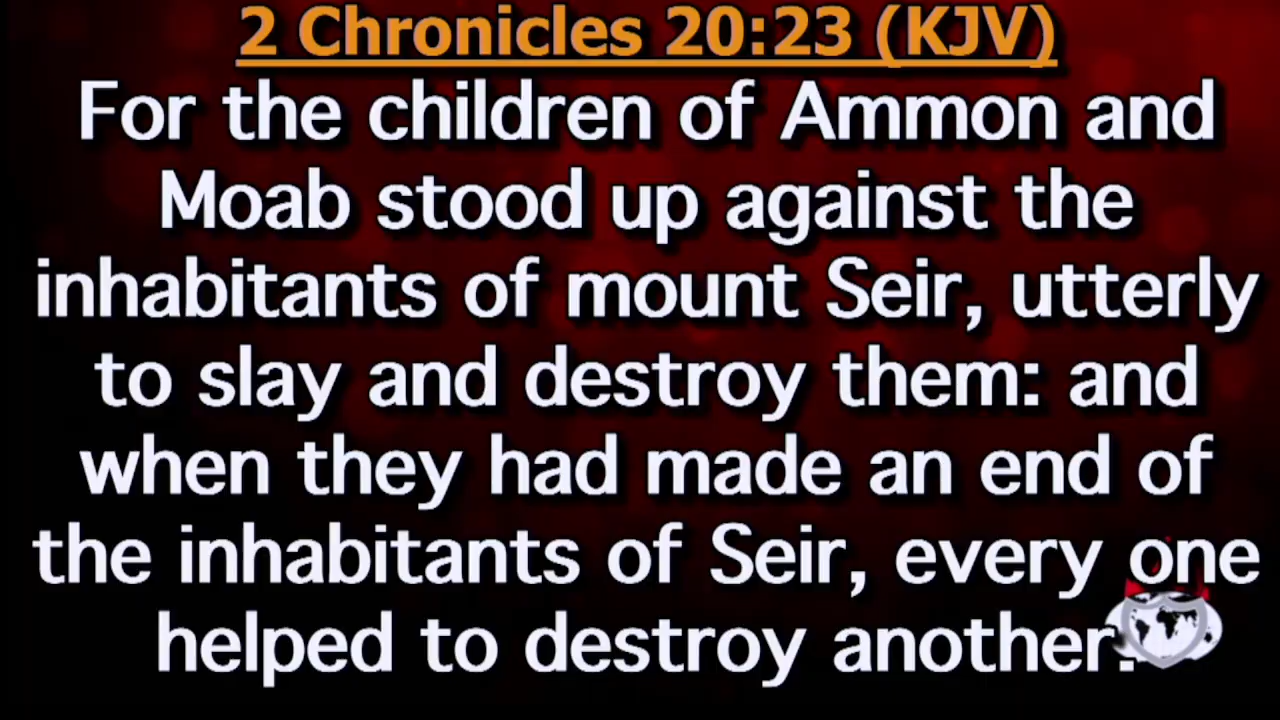 2 Chronicles 20:23 (KJV)
For the children of Ammon and
Moab stood up against the
inhabitants of mount Seir, utterly
to slay and destroy them: and
when they had made an end of
the inhabitants of Seir, every one
helped to destroy another.